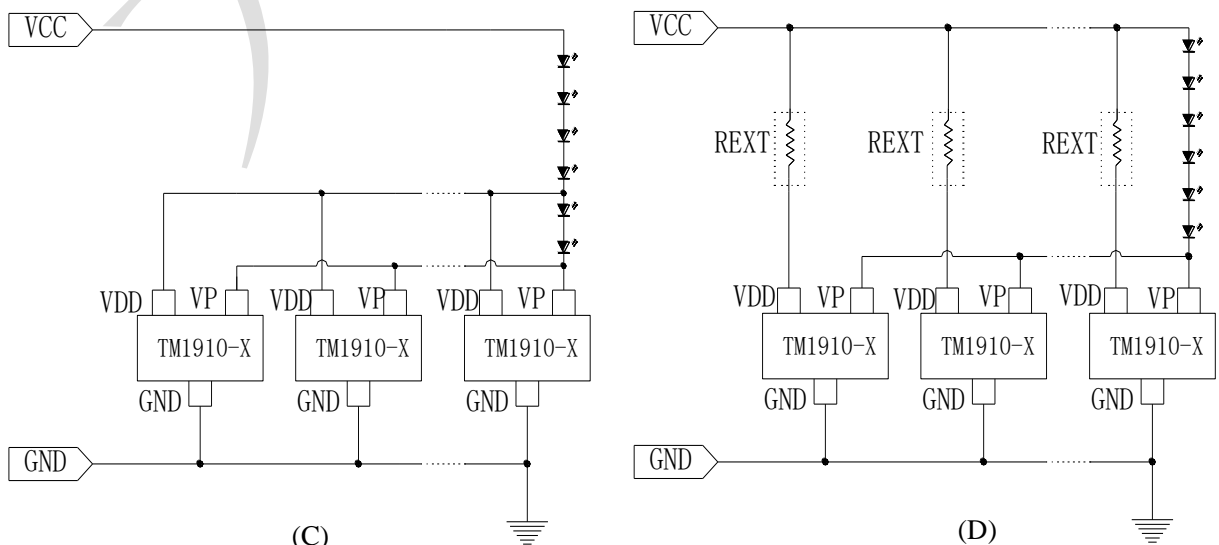 VCC
VDD VP VDD VP VDD VP
TM1910-X TM1910-X TM1910-X
GND GND GND
GND
(C)
VCC
REXT REXT REXT
VDD VP VDD VP VDD VP
TM1910-X TM1910-X TM1910-X
GND GND GND
GND
(D)